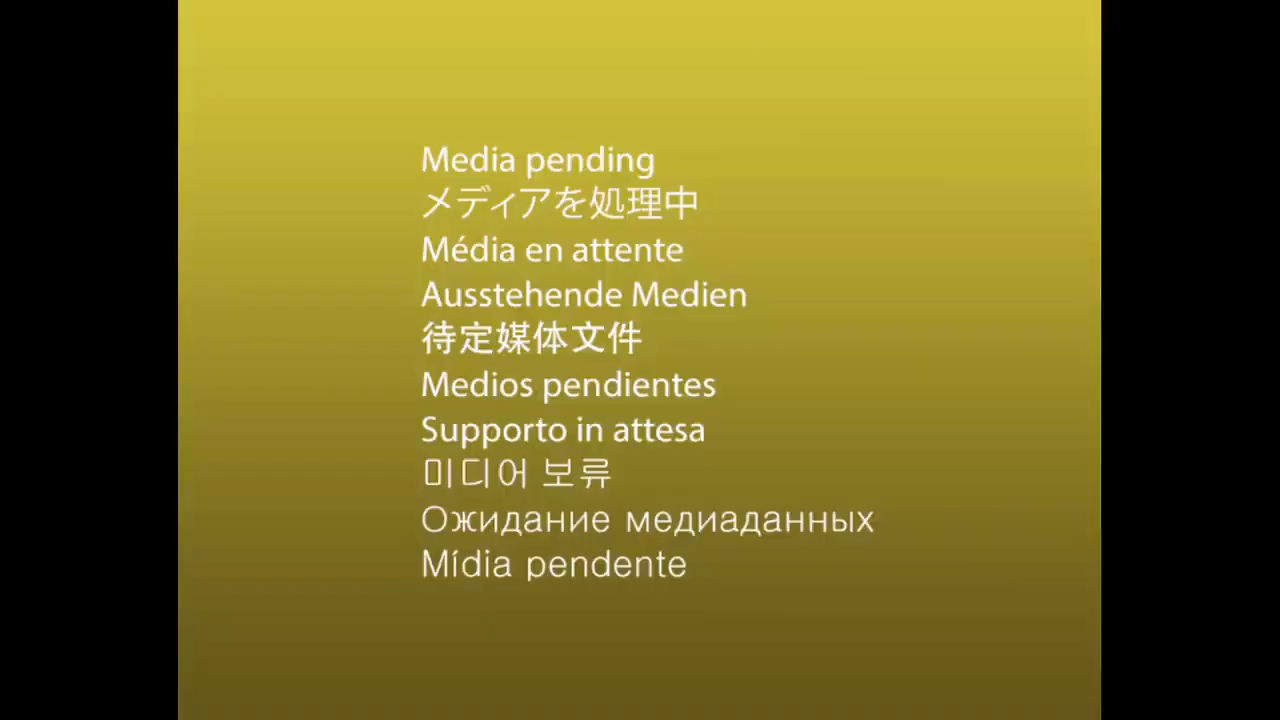 Media pending
メディアを処理中
Média en attente
Ausstehende Medien
待定媒体文件
Medios pendientes
Supporto in attesa
미디어 보류
Ожидание медиаданных
Mídia pendente